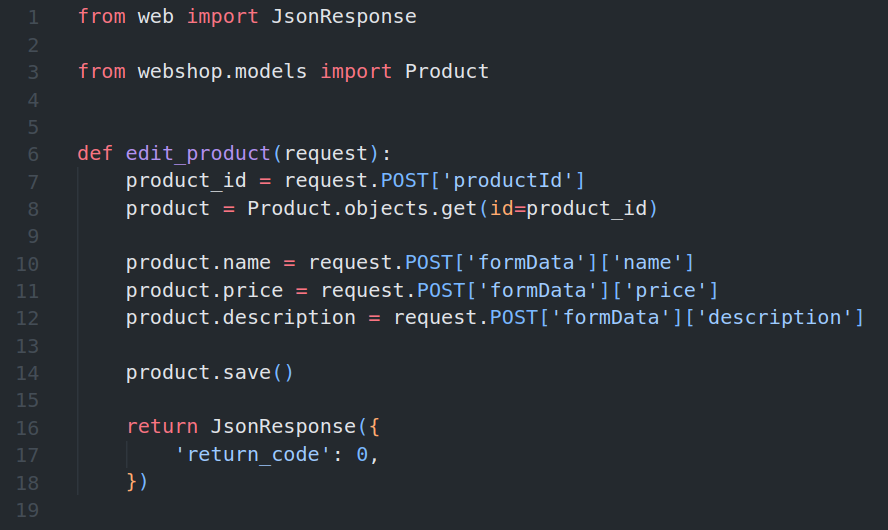 1 from web import JsonResponse
2
3 from webshop.models import Product
4
5
6 def edit_product(request):
7     product_id = request.POST['productId']
8     product = Product.objects.get(id=product_id)
9
10     product.name = request.POST['formData']['name']
11     product.price = request.POST['formData']['price']
12     product.description = request.POST['formData']['description']
13
14     product.save()
15
16     return JsonResponse({
17         'return_code': 0,
18     })
19